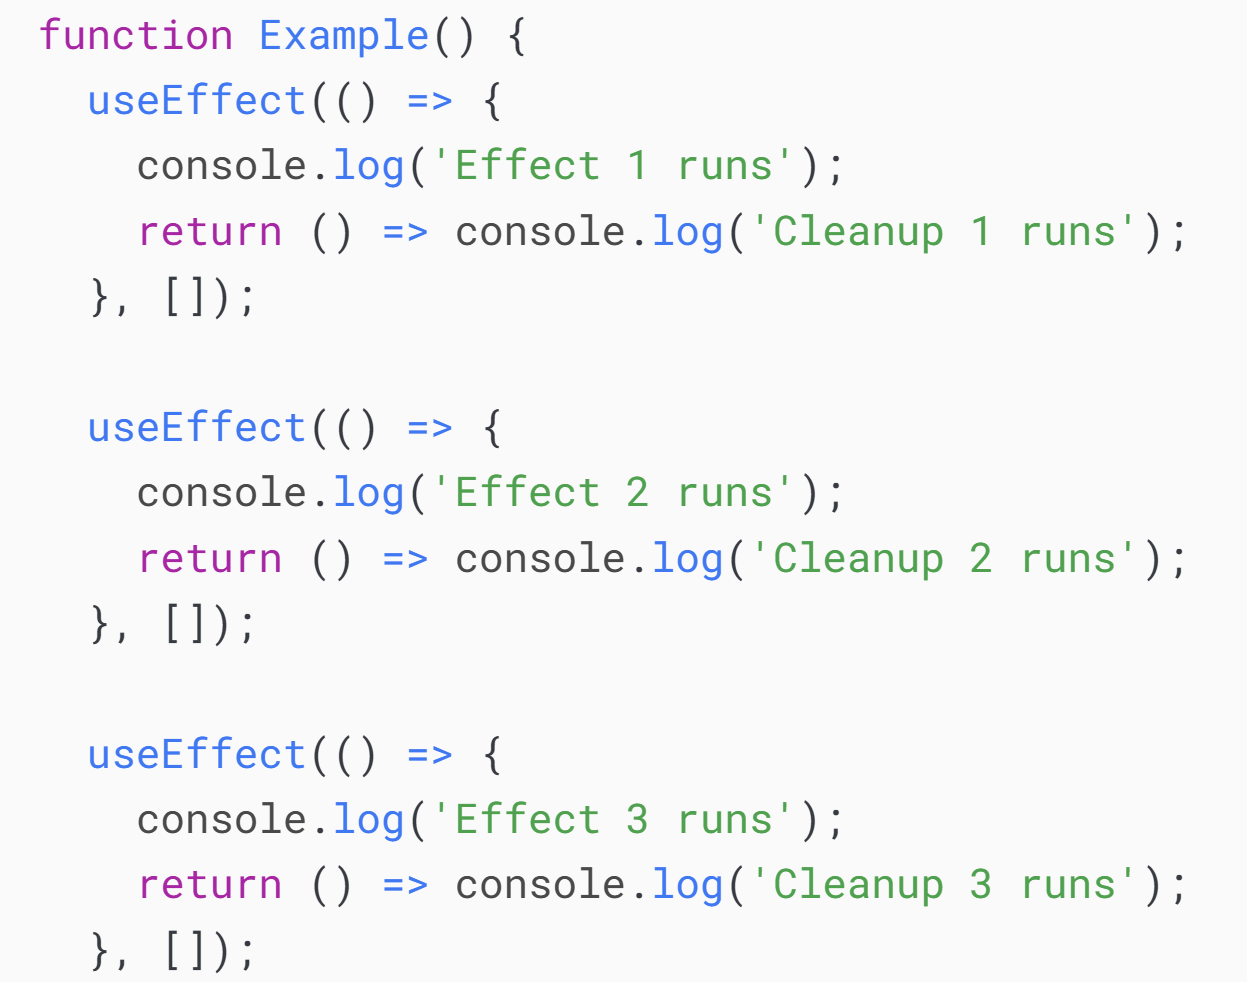 function Example() {
  useEffect(() => {
    console.log('Effect 1 runs');
    return () => console.log('Cleanup 1 runs');
  }, []);

  useEffect(() => {
    console.log('Effect 2 runs');
    return () => console.log('Cleanup 2 runs');
  }, []);

  useEffect(() => {
    console.log('Effect 3 runs');
    return () => console.log('Cleanup 3 runs');
  }, []);